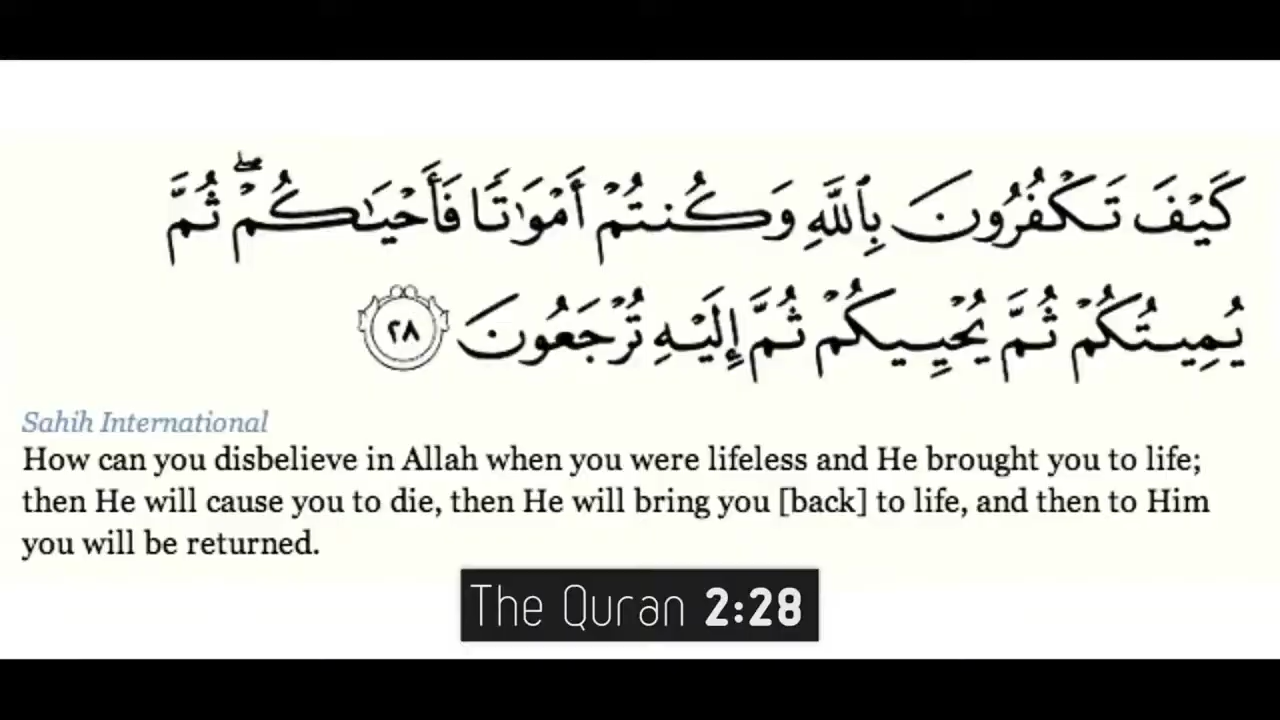 كَيْفَ تَكْفُرُونَ بِٱللَّهِ وَكُنتُمْ أَمْوَٰتًا فَأَحْيَـٰكُمْ ۖ ثُمَّ
يُمِيتُكُمْ ثُمَّ يُحْيِيكُمْ ثُمَّ إِلَيْهِ تُرْجَعُونَ ٢٨
Sahih International
How can you disbelieve in Allah when you were lifeless and He brought you to life;
then He will cause you to die, then He will bring you [back] to life, and then to Him
you will be returned.
The Quran 2:28